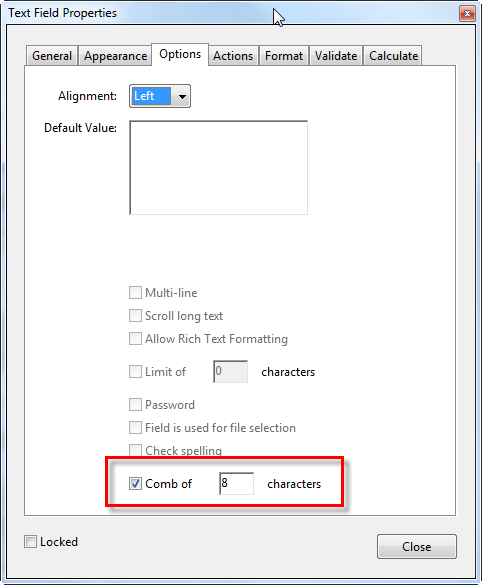 Text Field Properties
General Appearance Options Actions Format Validate Calculate
Alignment: Left
Default Value:
Multi-line
Scroll long text
Allow Rich Text Formatting
Limit of 0 characters
Password
Field is used for file selection
Check spelling
Comb of 8 characters
Locked
Close